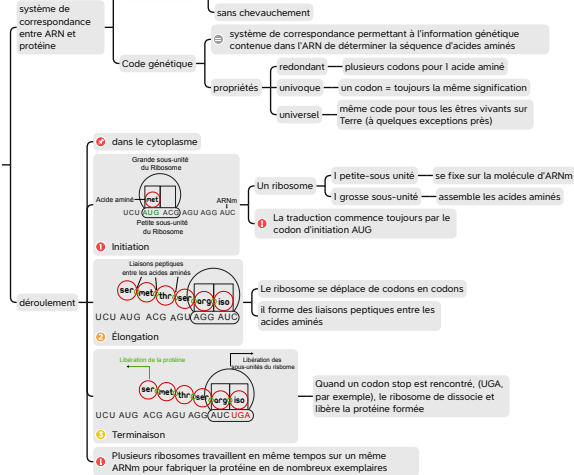 système de
correspondance
entre ARN et
protéine
sans chevauchement
Code génétique
système de correspondance permettant à l'information génétique
contenue dans l'ARN de déterminer la séquence d'acides aminés
propriétés
redondant
plusieurs codons pour 1 acide aminé
univoque
un codon = toujours la même signification
universel
même code pour tous les êtres vivants sur
Terre (à quelques exceptions près)
déroulement
dans le cytoplasme
Grande sous-unité
du Ribosome
Acide aminé
met
ARNm
UCU AUG ACG AGU AGG AUC
Petite sous-unité
du Ribosome
1 Initiation
Un ribosome
1 petite-sous unité
se fixe sur la molécule d'ARNm
1 grosse sous-unité
assemble les acides aminés
La traduction commence toujours par le
codon d'initiation AUG
Liaisons peptiques
entre les acides aminés
ser met thr ser arg iso
UCU AUG ACG AGU AGG AUC
2 Élongation
Le ribosome se déplace de codons en codons
il forme des liaisons peptiques entre les
acides aminés
Libération de la protéine
Libération des
sous-unités du risbome
ser met thr ser arg iso
UCU AUG ACG AGU AGG AUC UGA
3 Terminaison
Quand un codon stop est rencontré, (UGA,
par exemple), le ribosome de dissocie et
libère la protéine formée
Plusieurs ribosomes travaillent en même tempos sur un même
ARNm pour fabriquer la protéine en de nombreux exemplaires